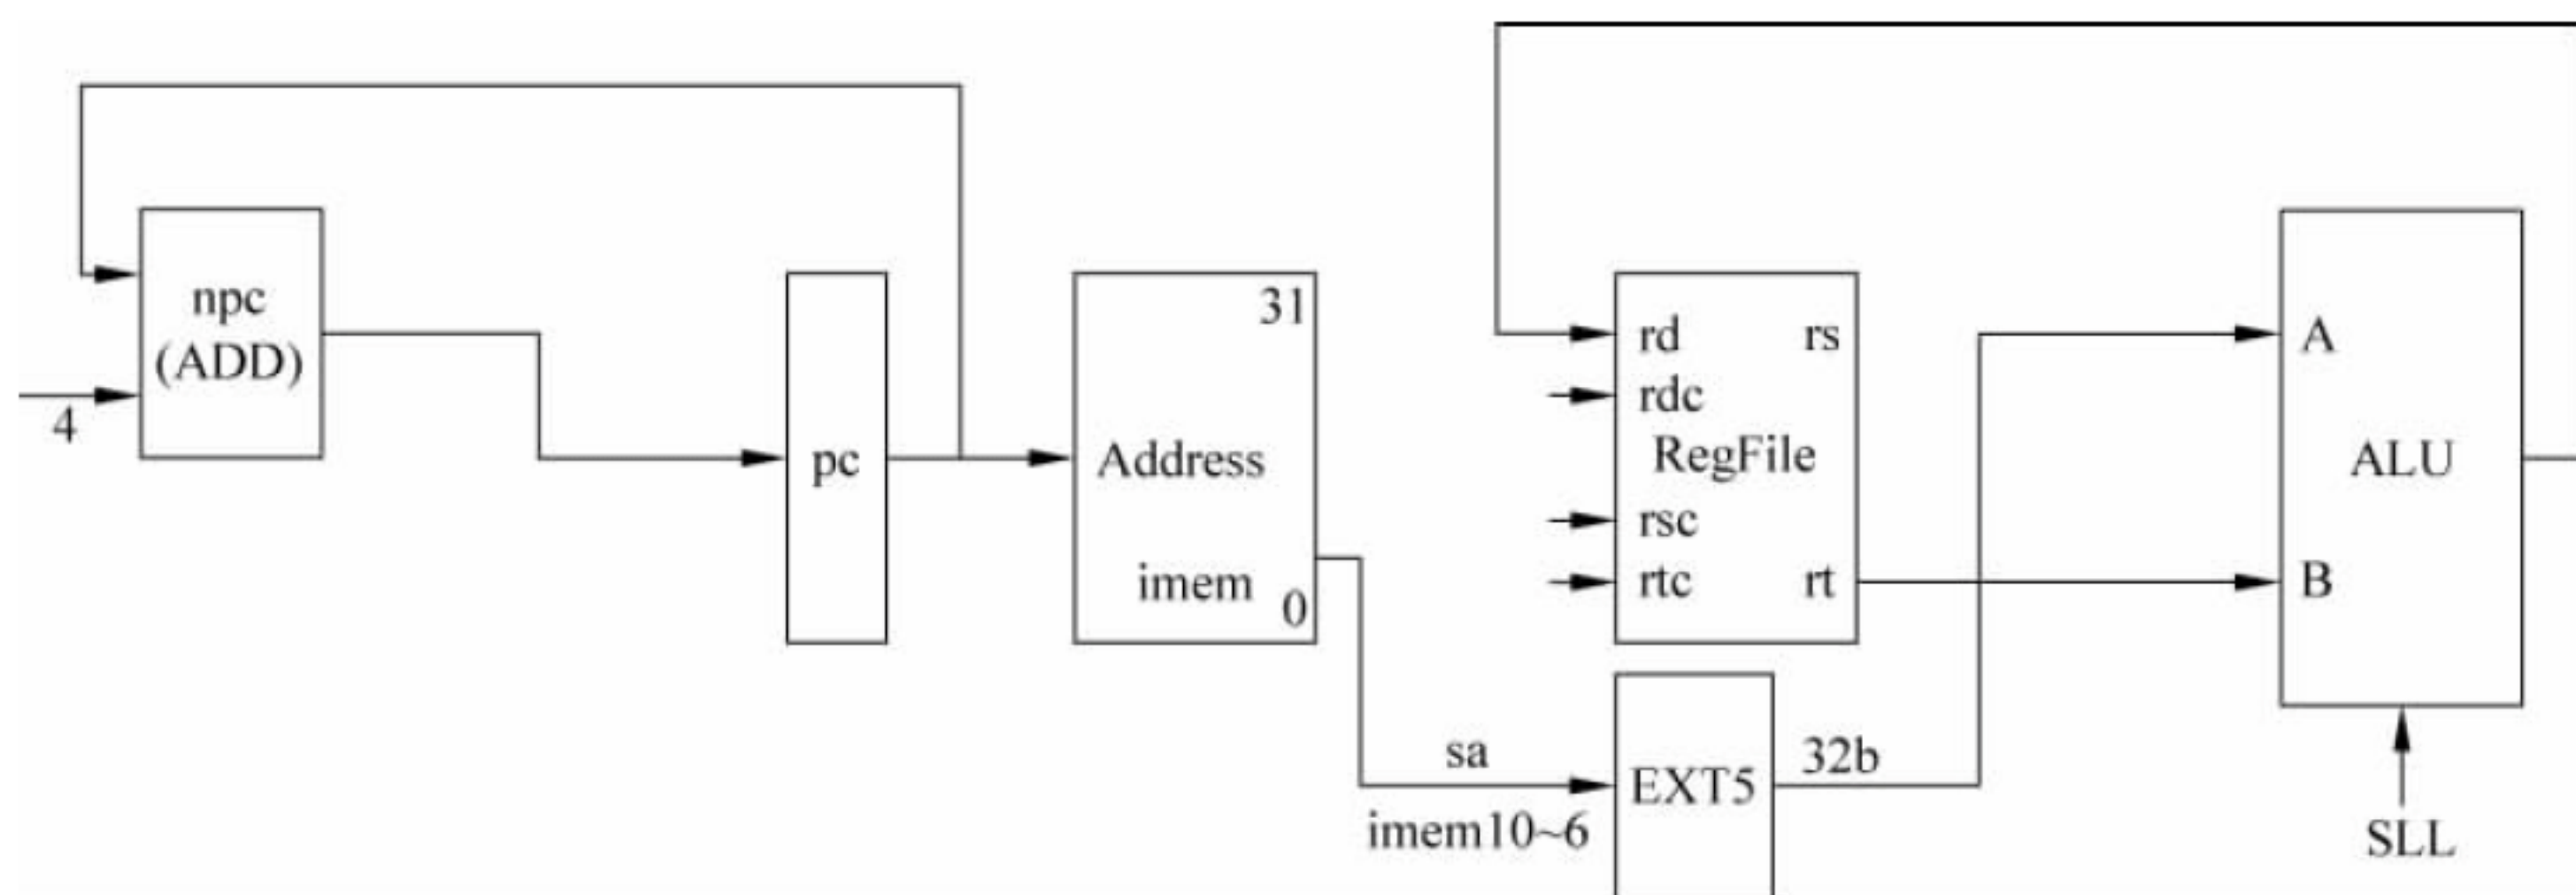 npc
(ADD)
4
pc
31
Address
imem
0
rd
rs
rdc
RegFile
rsc
rtc
rt
sa
imem10~6
EXT5
32b
A
ALU
B
SLL